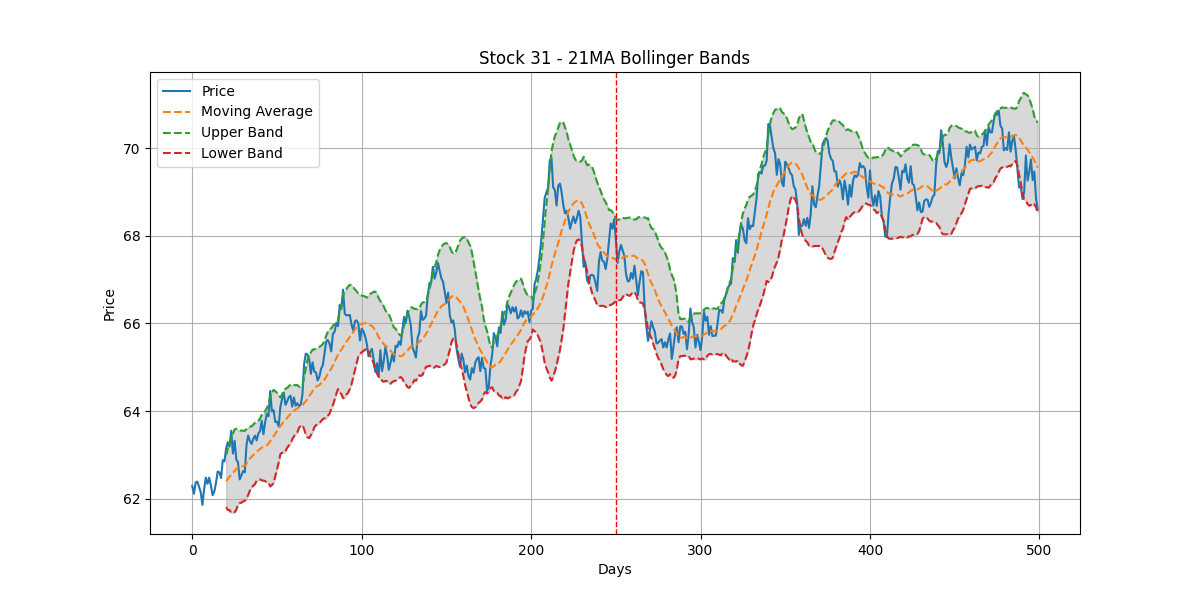 Stock 31 - 21MA Bollinger Bands
Price
Moving Average
Upper Band
Lower Band
Price
70
68
66
64
62
0 100 200 300 400 500
Days